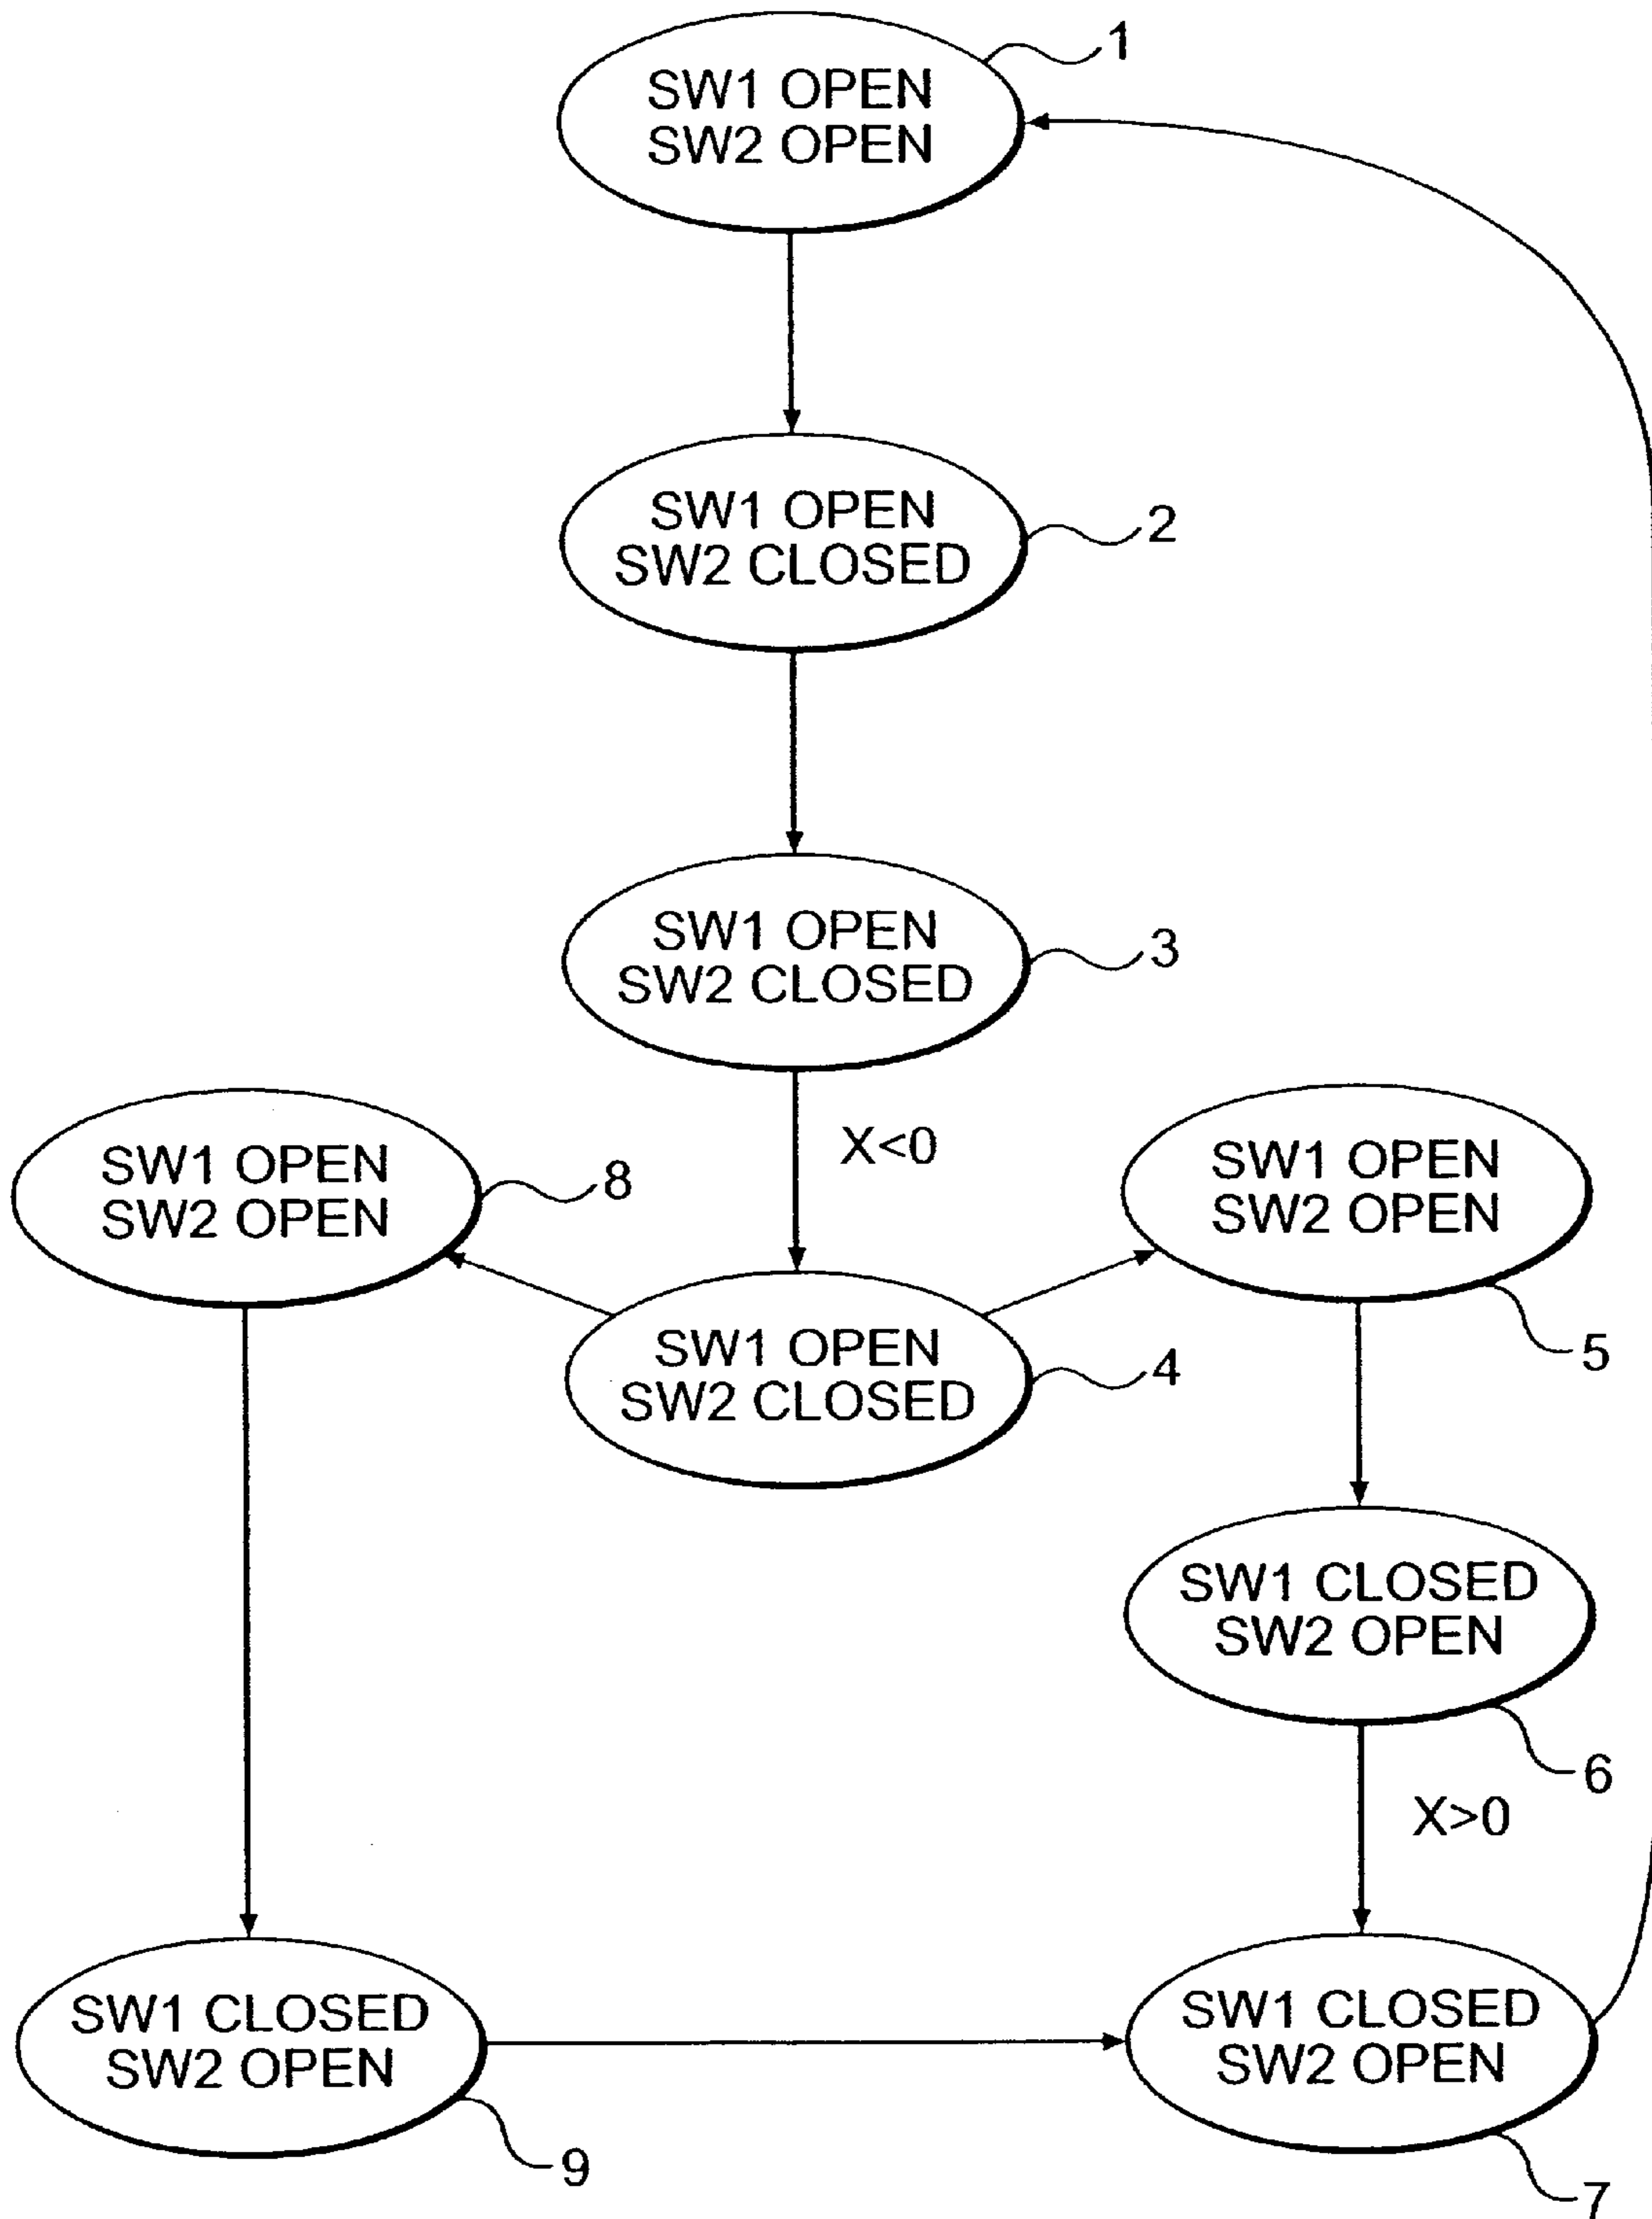 1
SW1 OPEN
SW2 OPEN
SW1 OPEN
SW2 CLOSED
2
SW1 OPEN
SW2 CLOSED
3
X<0
SW1 OPEN
SW2 OPEN
8
SW1 OPEN
SW2 OPEN
5
SW1 OPEN
SW2 CLOSED
4
SW1 CLOSED
SW2 OPEN
6
X>0
SW1 CLOSED
SW2 OPEN
9
SW1 CLOSED
SW2 OPEN
7